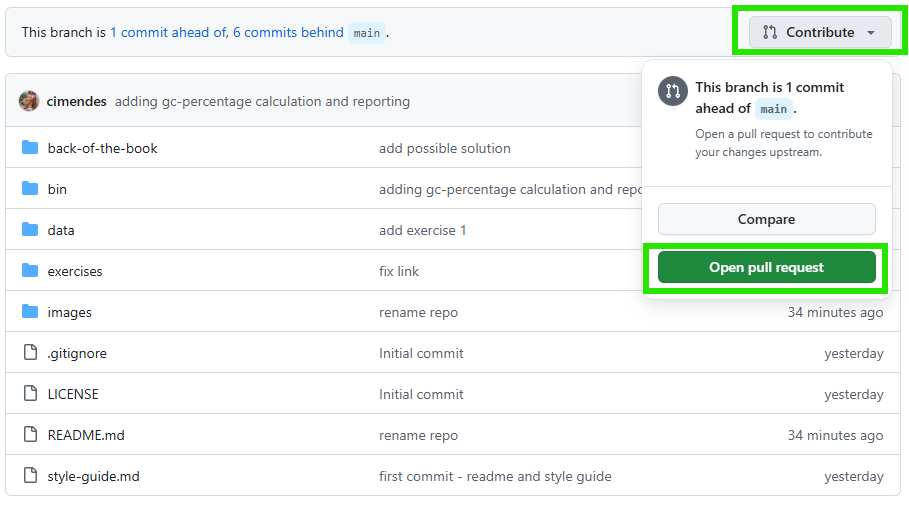 This branch is 1 commit ahead of, 6 commits behind main.
Contribute
cimendes adding gc-percentage calculation and reporting
This branch is 1 commit
ahead of main.
Open a pull request to contribute
your changes upstream.
Compare
Open pull request
back-of-the-book add possible solution
bin adding gc-percentage calculation and repo
data add exercise 1
exercises fix link
images rename repo 34 minutes ago
.gitignore Initial commit yesterday
LICENSE Initial commit yesterday
README.md rename repo 34 minutes ago
style-guide.md first commit - readme and style guide yesterday